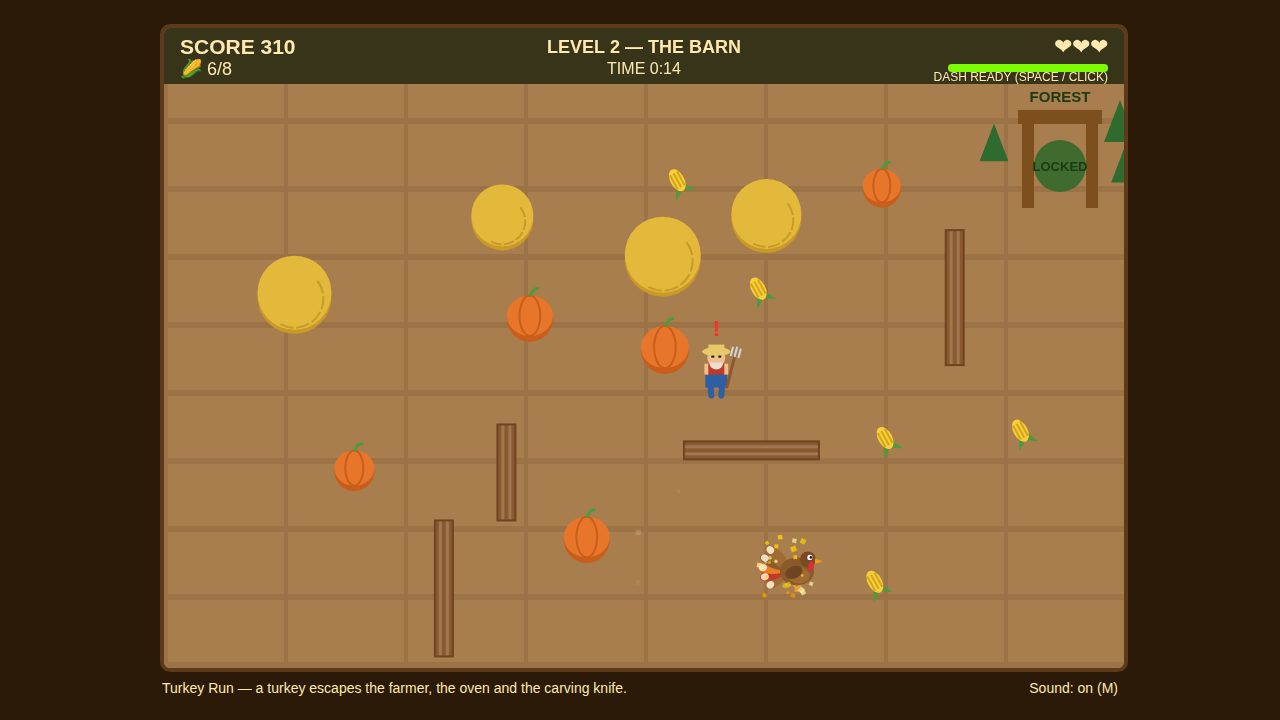 SCORE 310
🌽 6/8
LEVEL 2 — THE BARN
TIME 0:14
❤❤❤
DASH READY (SPACE / CLICK)
FOREST
LOCKED
!
Turkey Run — a turkey escapes the farmer, the oven and the carving knife.
Sound: on (M)